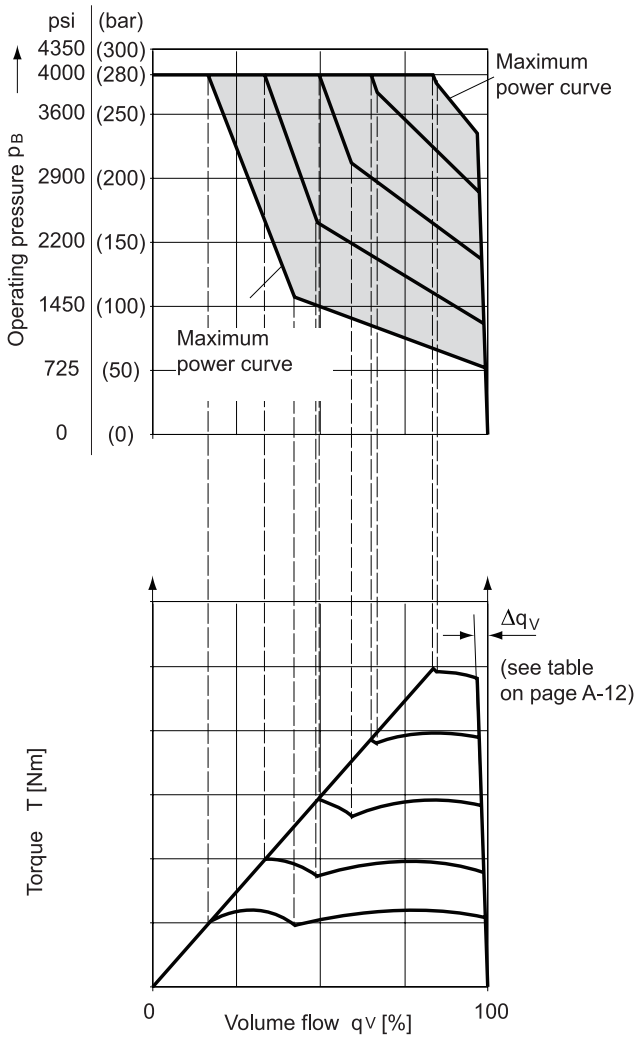 psi (bar)
4350 (300)
4000 (280)
3600 (250)
2900 (200)
2200 (150)
1450 (100)
725 (50)
0 (0)
Operating pressure pB
Maximum
power curve
Maximum
power curve
ΔqV
(see table
on page A-12)
Torque T [Nm]
0 100
Volume flow qV [%]